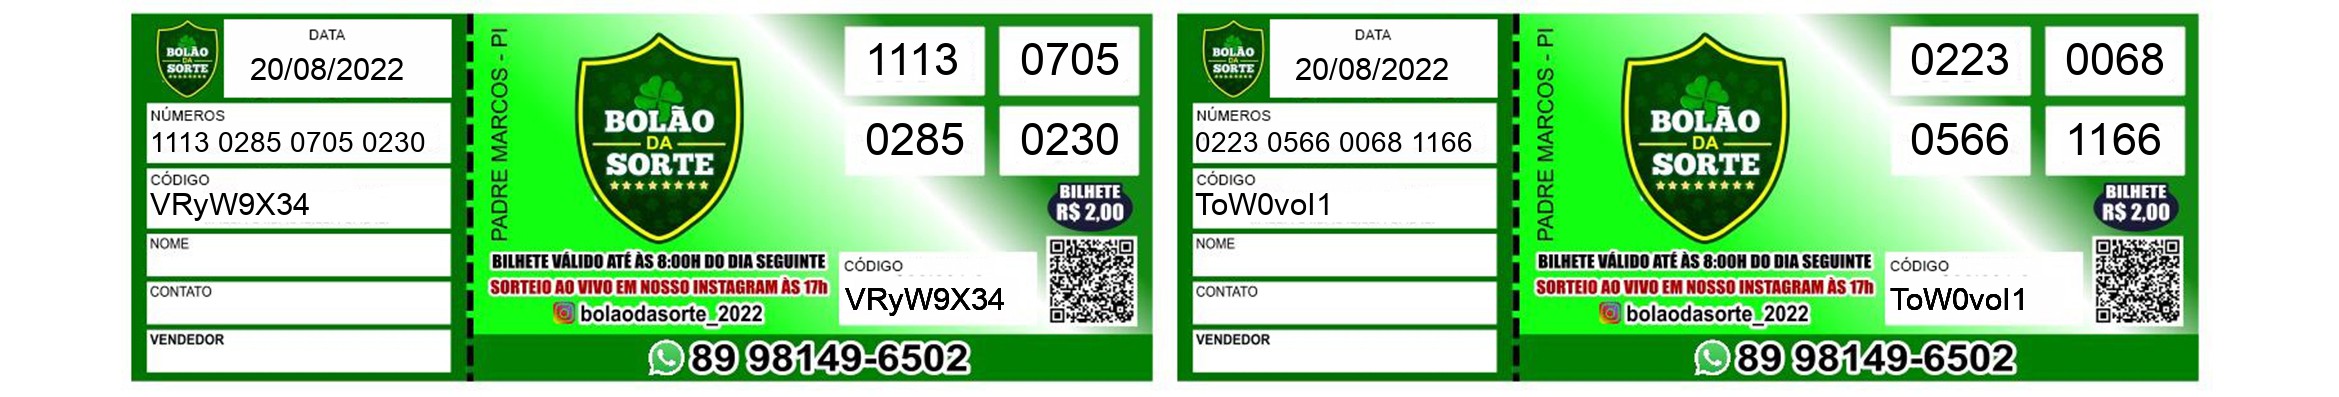 BOLÃO
DA
SORTE
DATA
20/08/2022
NÚMEROS
1113 0285 0705 0230
CÓDIGO
VRyW9X34
NOME
CONTATO
VENDEDOR
PADRE MARCOS - PI
BOLÃO
DA
SORTE
1113 0705
0285 0230
BILHETE
R$ 2,00
BILHETE VÁLIDO ATÉ ÀS 8:00H DO DIA SEGUINTE
SORTEIO AO VIVO EM NOSSO INSTAGRAM ÀS 17h
bolaodasorte_2022
CÓDIGO
VRyW9X34
89 98149-6502
BOLÃO
DA
SORTE
DATA
20/08/2022
NÚMEROS
0223 0566 0068 1166
CÓDIGO
ToW0vol1
NOME
CONTATO
VENDEDOR
PADRE MARCOS - PI
BOLÃO
DA
SORTE
0223 0068
0566 1166
BILHETE
R$ 2,00
BILHETE VÁLIDO ATÉ ÀS 8:00H DO DIA SEGUINTE
SORTEIO AO VIVO EM NOSSO INSTAGRAM ÀS 17h
bolaodasorte_2022
CÓDIGO
ToW0vol1
89 98149-6502